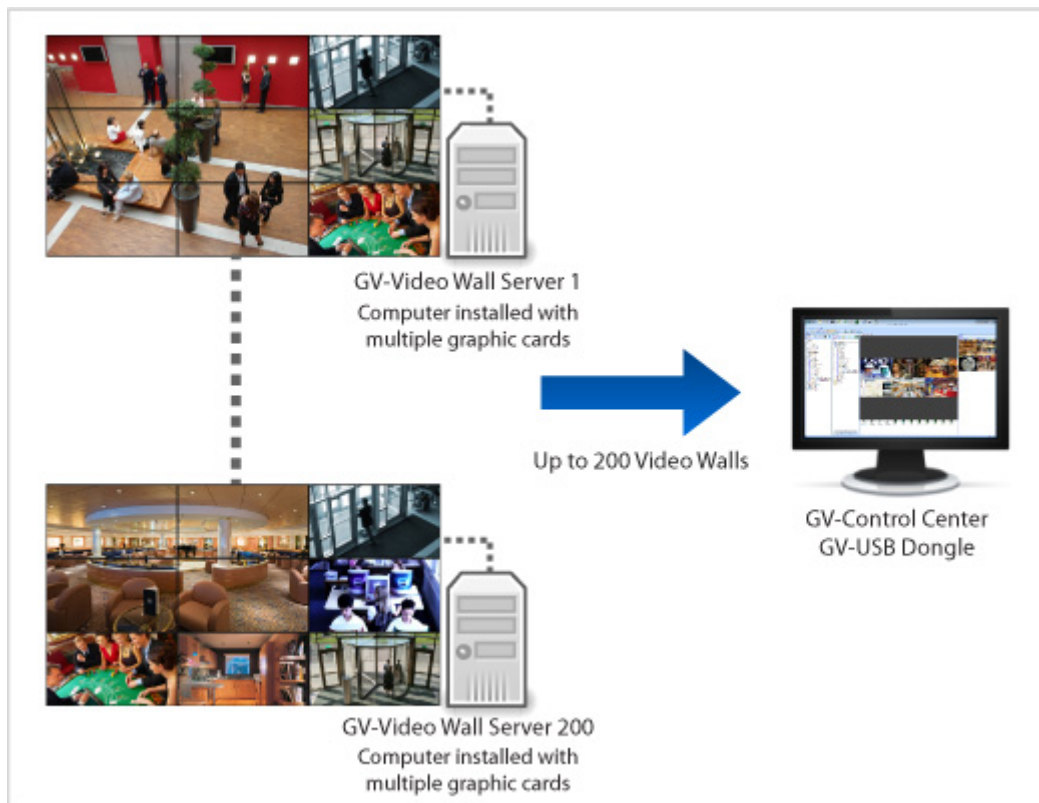 GV-Video Wall Server 1
Computer installed with
multiple graphic cards
Up to 200 Video Walls
GV-Control Center
GV-USB Dongle
GV-Video Wall Server 200
Computer installed with
multiple graphic cards